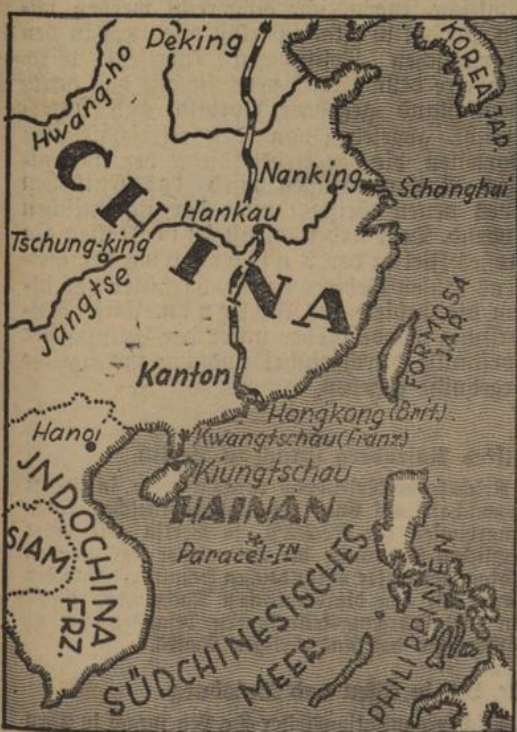 Peking
KOREA JAP.
Hwang-ho
CHINA
Nanking
Schanghai
Hankau
Tschung-king
Jangtse
FORMOSA
JAP.
Kanton
Hongkong (Brit)
Kwangtschau (Franz)
Hanoi
Kiungtschau
HAINAN
JNDOCHINA
FRZ.
SIAM
Paracel-In
SÜDCHINESISCHES
MEER
PHILIPPINEN